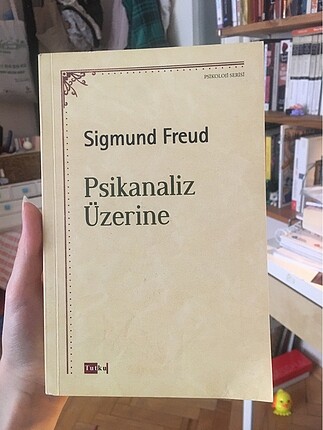 PSİKOLOJİ SERİSİ
Sigmund Freud
Psikanaliz
Üzerine
Tutku